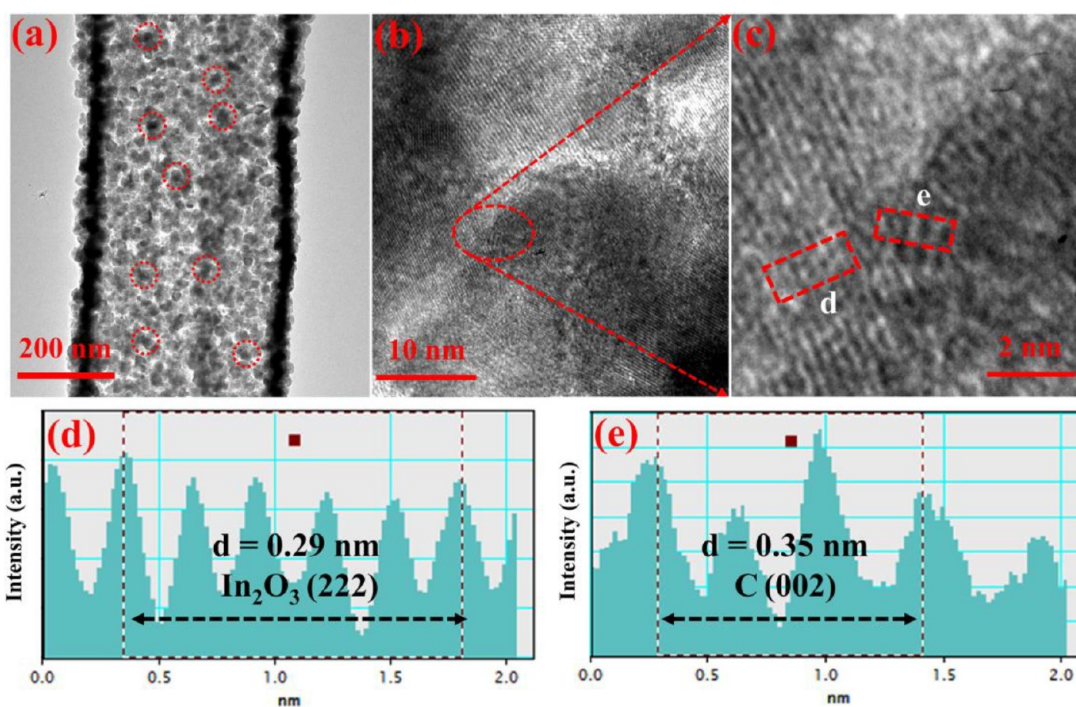 (a)
200 nm
(b)
10 nm
(c)
e
d
2 nm
(d)
Intensity (a.u.)
d = 0.29 nm
In₂O₃ (222)
0.0 0.5 1.0 1.5 2.0
nm
(e)
Intensity (a.u.)
d = 0.35 nm
C (002)
0.0 0.5 1.0 1.5 2.0
nm